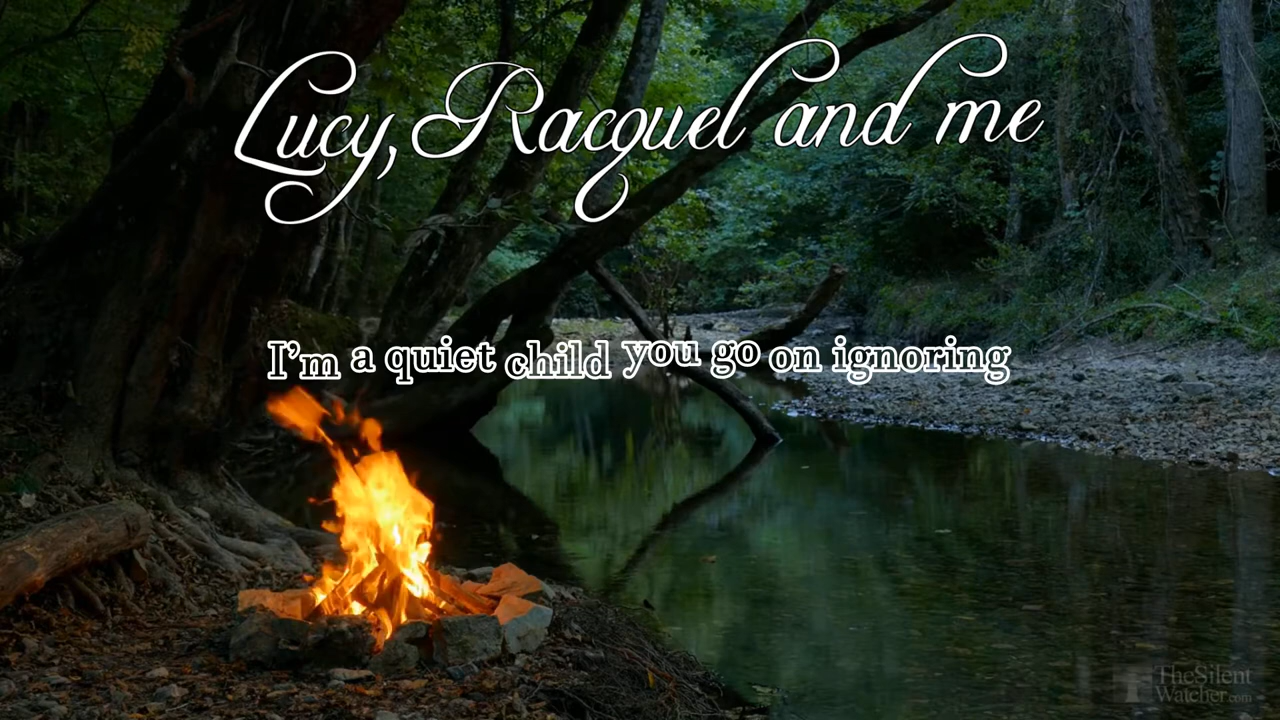 Lucy, Racquel and me
I’m a quiet child you go on ignoring
TheSilent
Watcher.com